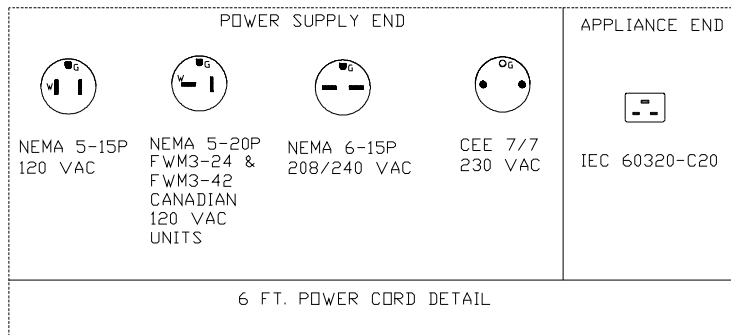 POWER SUPPLY END
APPLIANCE END
G
W
NEMA 5-15P
120 VAC
G
W
NEMA 5-20P
FWM3-24 &
FWM3-42
CANADIAN
120 VAC
UNITS
G
NEMA 6-15P
208/240 VAC
G
CEE 7/7
230 VAC
IEC 60320-C20
6 FT. POWER CORD DETAIL